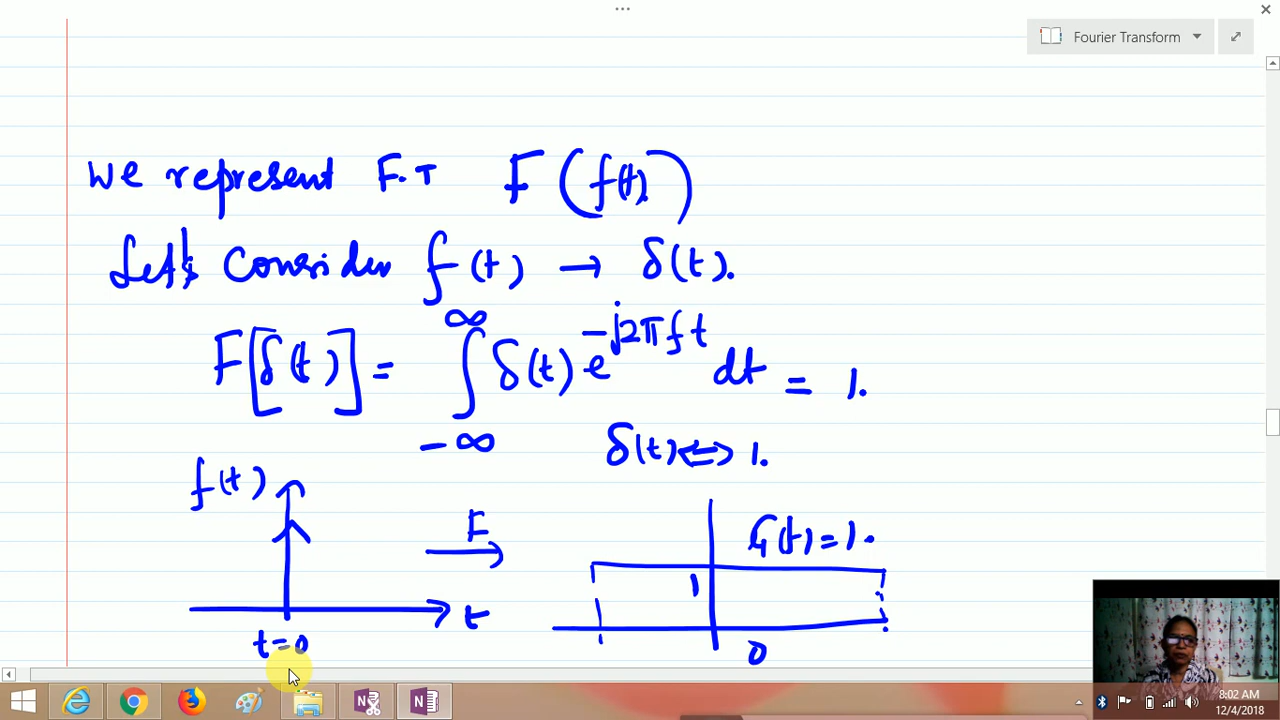 Fourier Transform
We represent F.T F(f(t))
Let's Consider f(t) → δ(t).
F[δ(t)] = ∫_{-∞}^{∞} δ(t) e^{-j2πft} dt = 1.
δ(t) ⇔ 1.
f(t)
F
G(f) = 1.
1
t
t=0
0
8:02 AM
12/4/2018